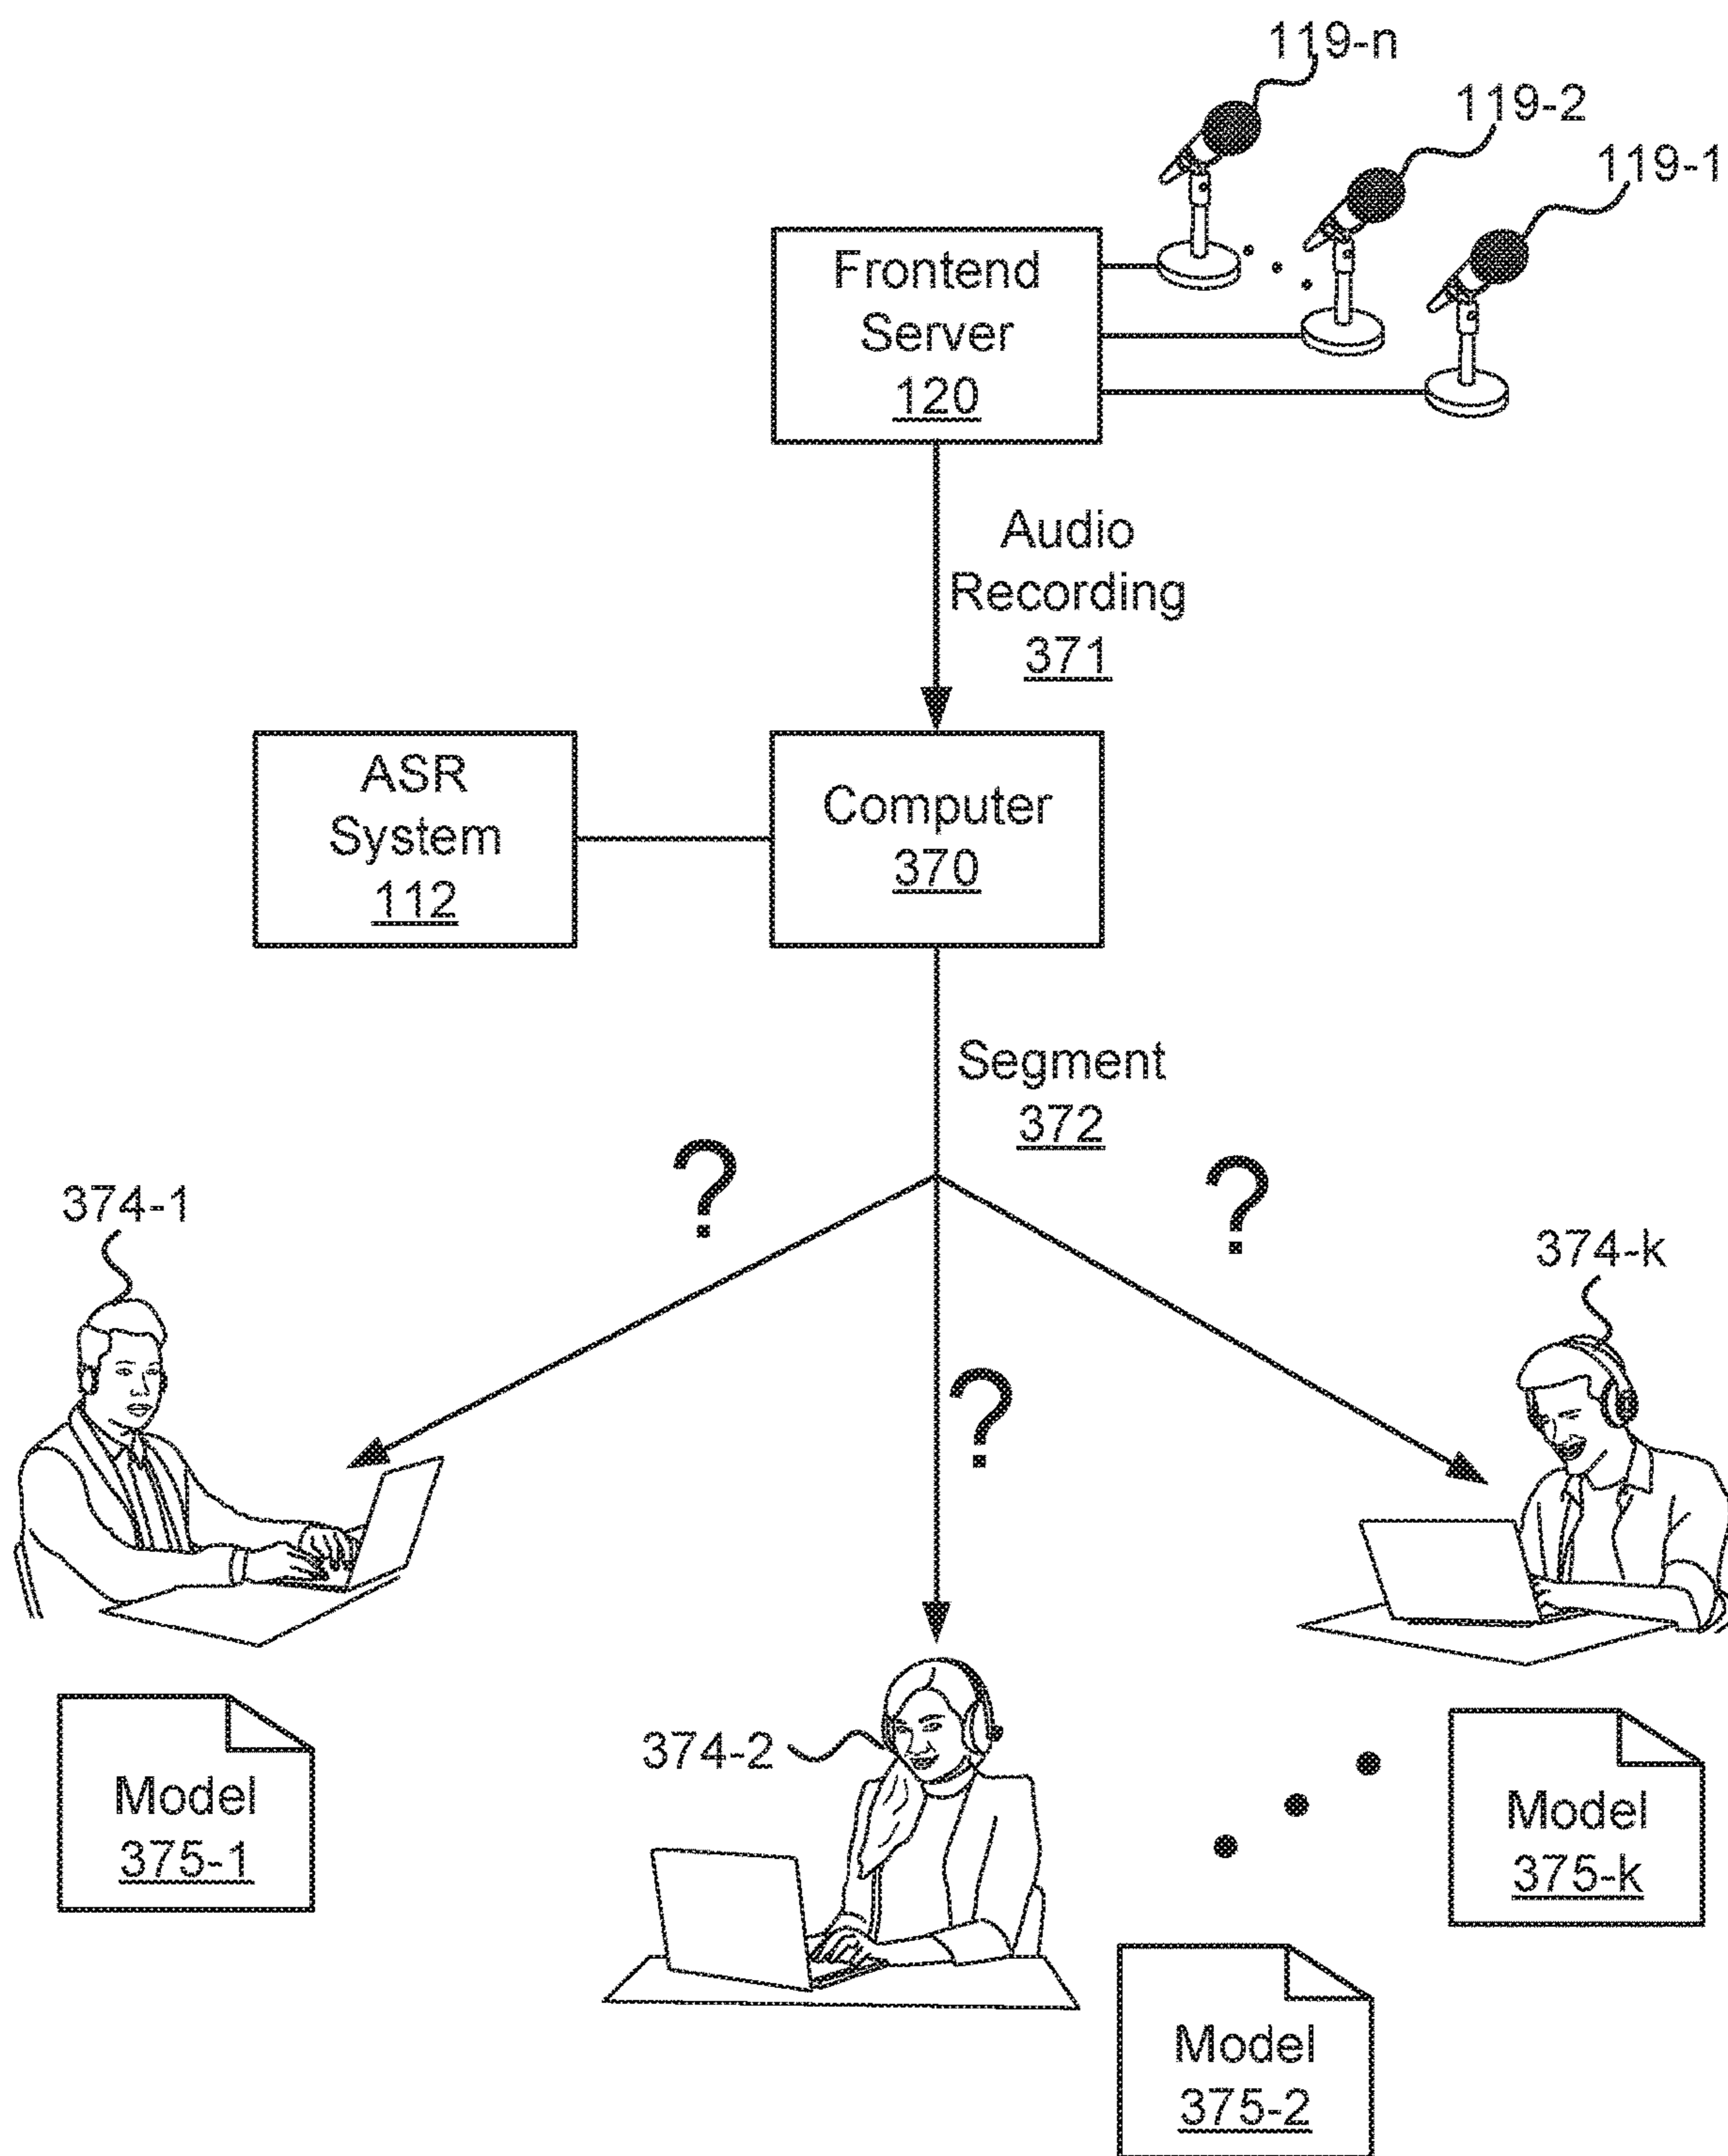 119-n
119-2
119-1
Frontend
Server
120
Audio
Recording
371
ASR
System
112
Computer
370
Segment
372
?
?
374-1
374-k
?
Model
375-1
374-2
Model
375-k
Model
375-2